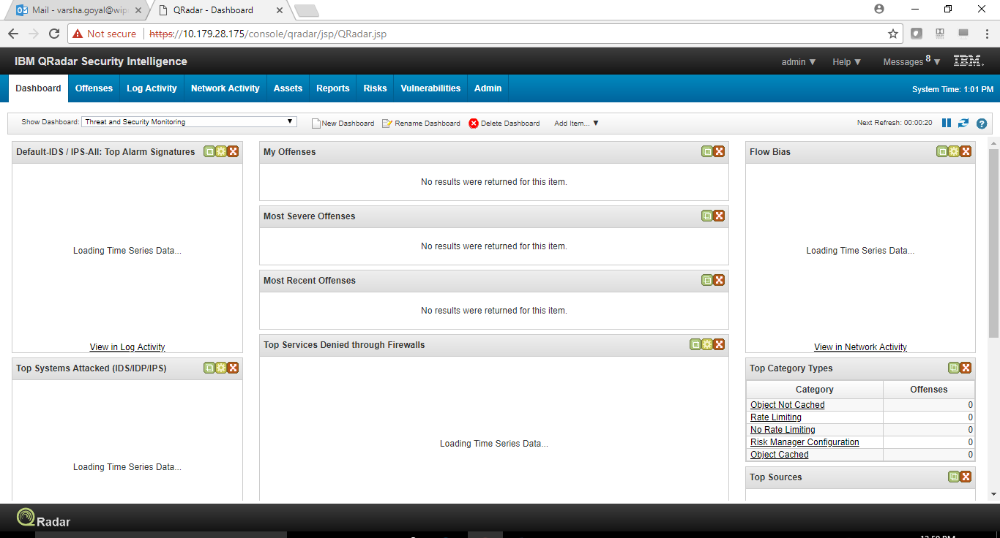 Mail - varsha.goyal@wip
QRadar - Dashboard
Not secure
https://10.179.28.175/console/qradar/jsp/QRadar.jsp
IBM QRadar Security Intelligence
admin ▼ Help ▼ Messages 8 ▼ IBM.
Dashboard Offenses Log Activity Network Activity Assets Reports Risks Vulnerabilities Admin
System Time: 1:01 PM
Show Dashboard: Threat and Security Monitoring ▼
New Dashboard Rename Dashboard Delete Dashboard Add Item... ▼
Next Refresh: 00:00:20
Default-IDS / IPS-All: Top Alarm Signatures
Loading Time Series Data...
View in Log Activity
Top Systems Attacked (IDS/IDP/IPS)
Loading Time Series Data...
My Offenses
No results were returned for this item.
Most Severe Offenses
No results were returned for this item.
Most Recent Offenses
No results were returned for this item.
Top Services Denied through Firewalls
Loading Time Series Data...
Flow Bias
Loading Time Series Data...
View in Network Activity
Top Category Types
Category Offenses
Object Not Cached 0
Rate Limiting 0
No Rate Limiting 0
Risk Manager Configuration 0
Object Cached 0
Top Sources
QRadar